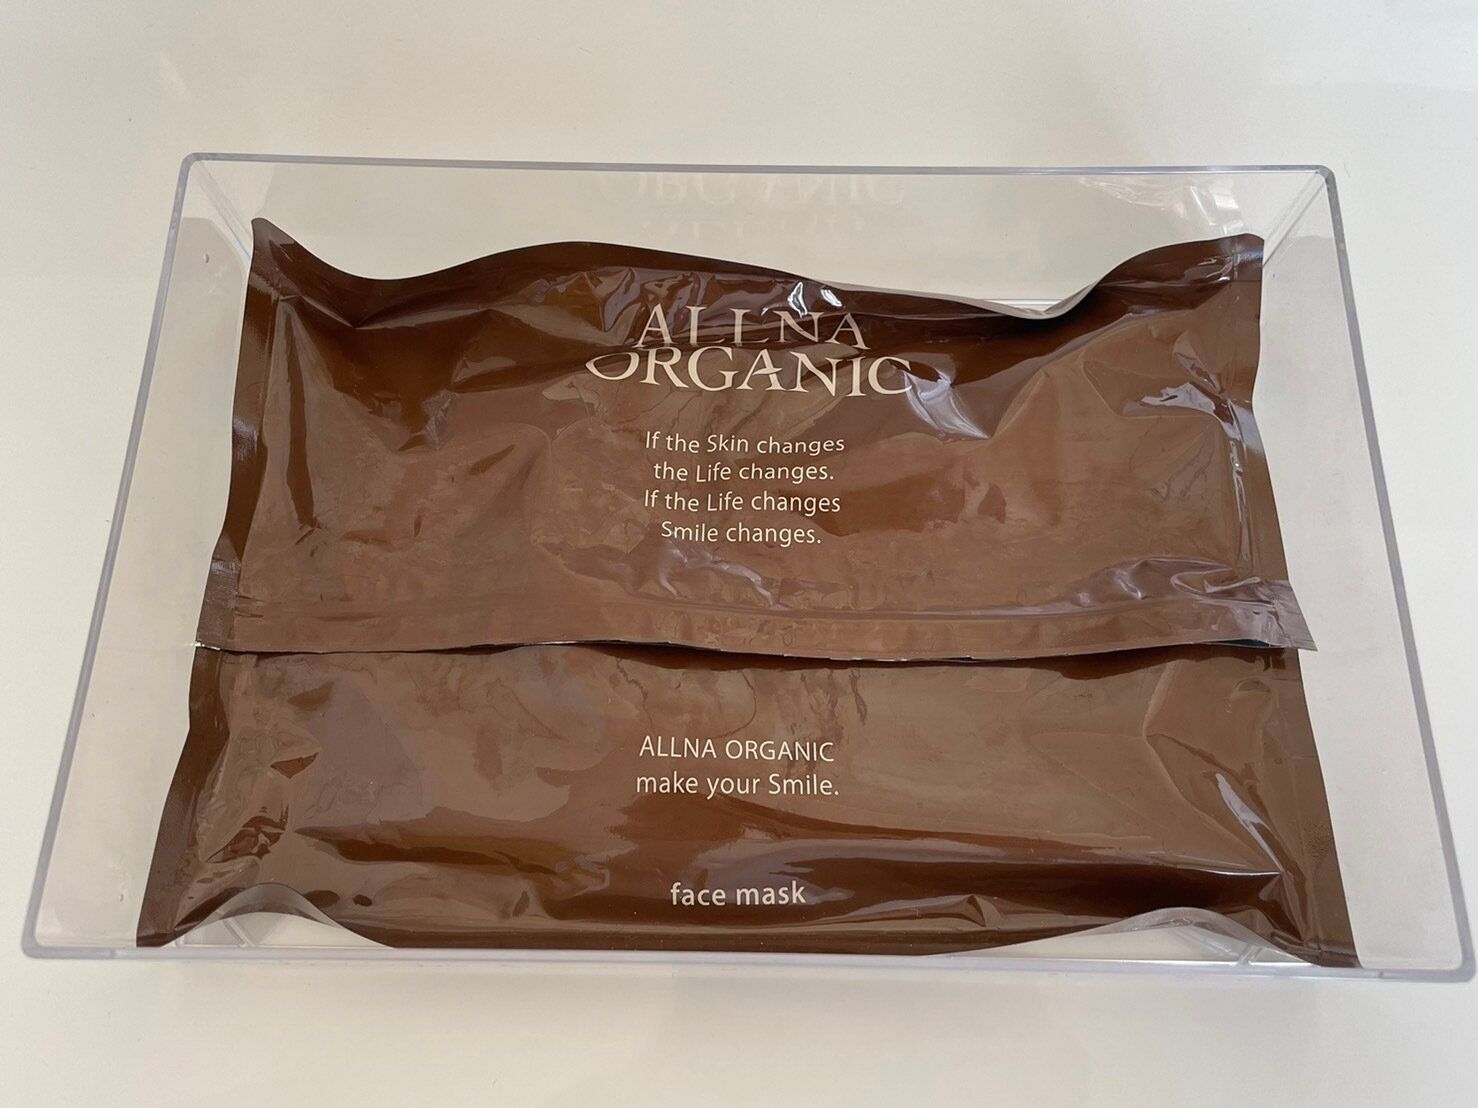 ALLNA
ORGANIC
If the Skin changes
the Life changes.
If the Life changes
Smile changes.
ALLNA ORGANIC
make your Smile.
face mask